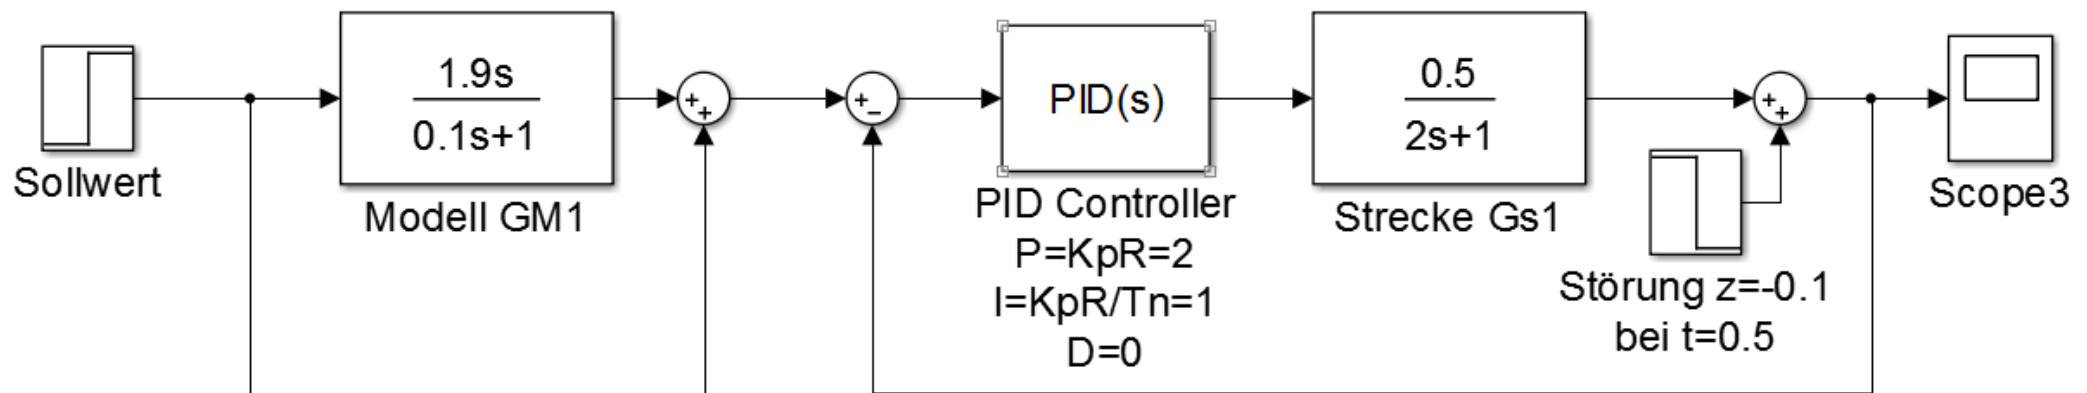 Sollwert
1.9s
0.1s+1
Modell GM1
+
+
+
−
PID(s)
PID Controller
P=KpR=2
I=KpR/Tn=1
D=0
0.5
2s+1
Strecke Gs1
+
+
Störung z=-0.1
bei t=0.5
Scope3